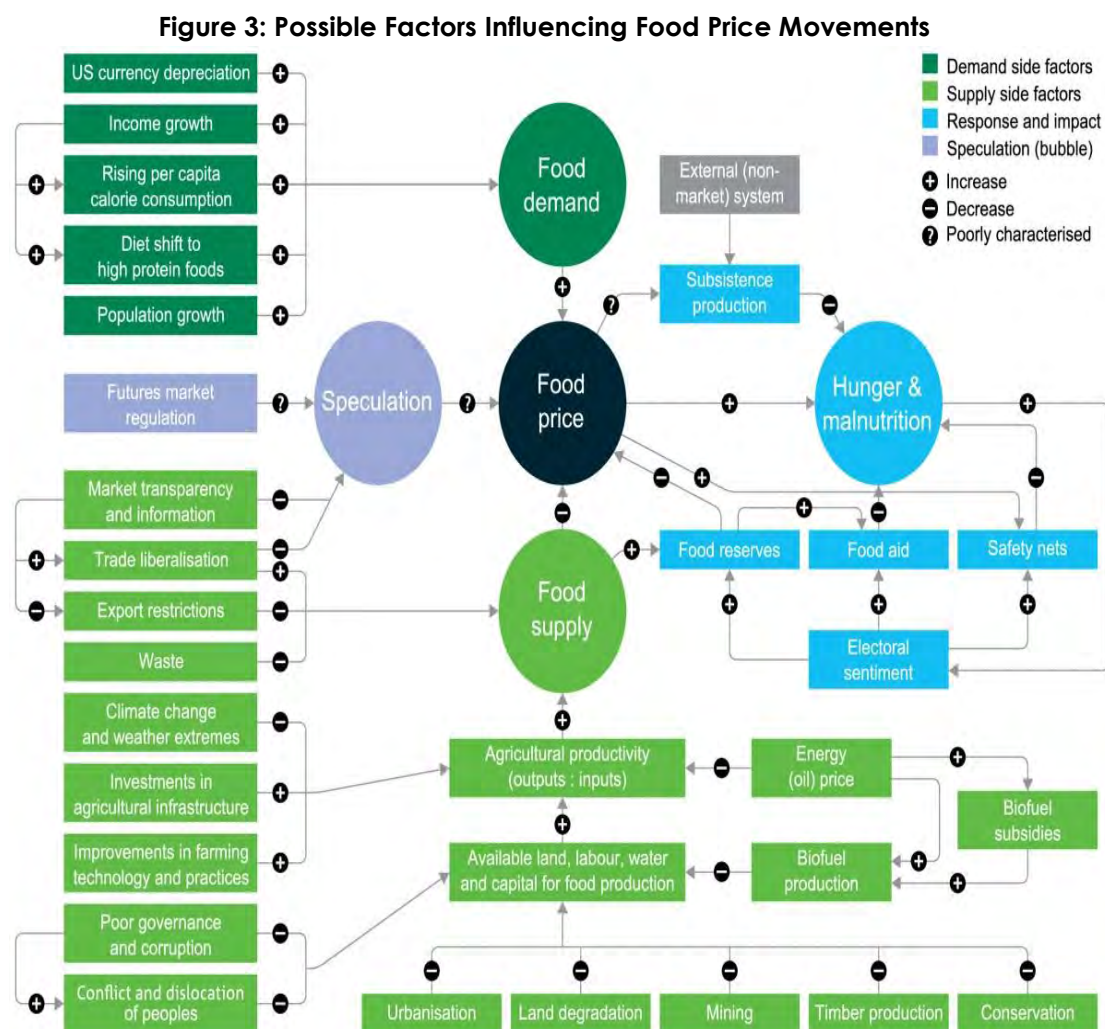 Figure 3: Possible Factors Influencing Food Price Movements
US currency depreciation
+
Income growth
+
+
Rising per capita
calorie consumption
+
+
Diet shift to
high protein foods
+
Population growth
+
Food
demand
+
External (non-
market) system
Demand side factors
Supply side factors
Response and impact
Speculation (bubble)
+ Increase
− Decrease
? Poorly characterised
Subsistence
production
?
−
Futures market
regulation
?
Speculation
?
Food
price
+
Hunger &
malnutrition
+
Market transparency
and information
−
+
Trade liberalisation
−
+
−
Export restrictions
−
Waste
−
−
Food
supply
+
−
+
+
−
−
Food reserves
Food aid
Safety nets
+
+
+
Electoral
sentiment
Climate change
and weather extremes
−
Investments in
agricultural infrastructure
+
Improvements in farming
technology and practices
+
Poor governance
and corruption
−
+
Conflict and dislocation
of peoples
−
+
Agricultural productivity
(outputs : inputs)
−
Energy
(oil) price
+
Biofuel
subsidies
+
Available land, labour, water
and capital for food production
−
Biofuel
production
+
+
−
−
−
−
−
Urbanisation
Land degradation
Mining
Timber production
Conservation